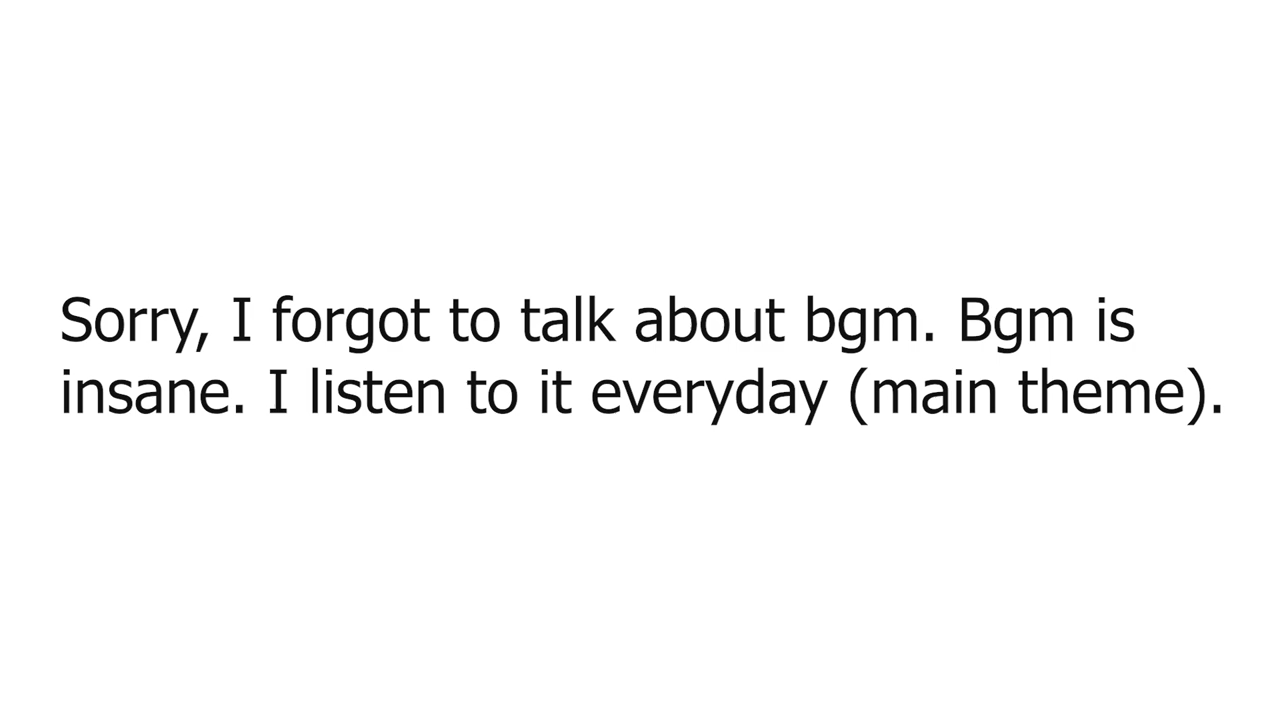 Sorry, I forgot to talk about bgm. Bgm is
insane. I listen to it everyday (main theme).